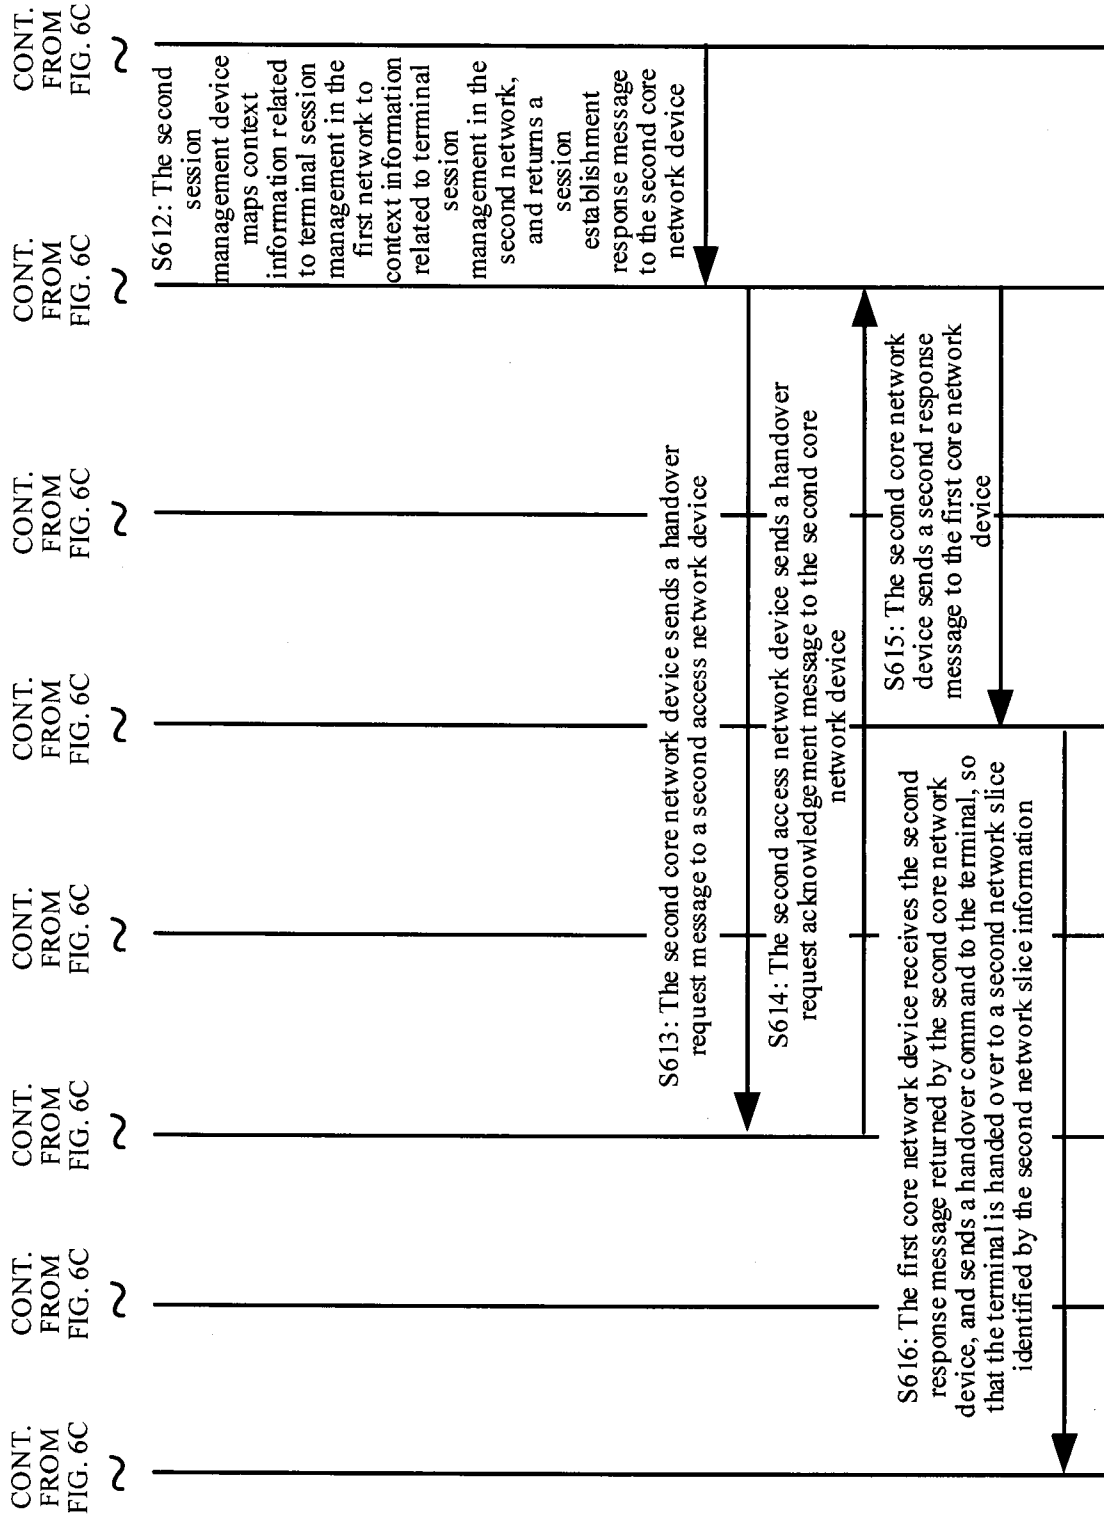 CONT.
FROM
FIG. 6C
CONT.
FROM
FIG. 6C
CONT.
FROM
FIG. 6C
CONT.
FROM
FIG. 6C
CONT.
FROM
FIG. 6C
CONT.
FROM
FIG. 6C
CONT.
FROM
FIG. 6C
CONT.
FROM
FIG. 6C
S612: The second
session
management device
maps context
information related
to terminal session
management in the
first network to
context information
related to terminal
session
management in the
second network,
and returns a
session
establishment
response message
to the second core
network device
S613: The second core network device sends a handover
request message to a second access network device
S614: The second access network device sends a handover
request acknowledgement message to the second core
network device
S615: The second core network
device sends a second response
message to the first core network
device
S616: The first core network device receives the second
response message returned by the second core network
device, and sends a handover command to the terminal, so
that the terminal is handed over to a second network slice
identified by the second network slice information